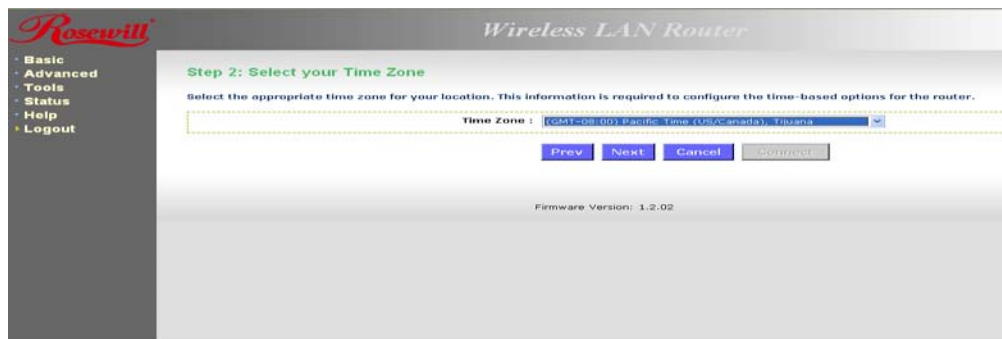 Rosewill
Wireless LAN Router
Basic
Advanced
Tools
Status
Help
Logout
Step 2: Select your Time Zone
Select the appropriate time zone for your location. This information is required to configure the time-based options for the router.
Time Zone : (GMT-08:00) Pacific Time (US/Canada), Tijuana
Prev Next Cancel Connect
Firmware Version: 1.2.02